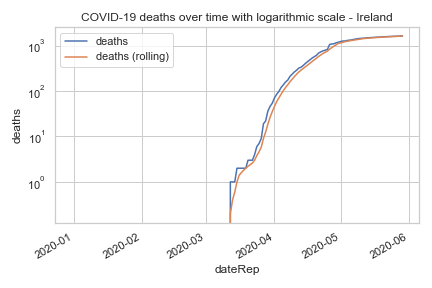 COVID-19 deaths over time with logarithmic scale - Ireland
deaths
deaths (rolling)
10³
10²
10¹
10⁰
deaths
2020-01
2020-02
2020-03
2020-04
2020-05
2020-06
dateRep